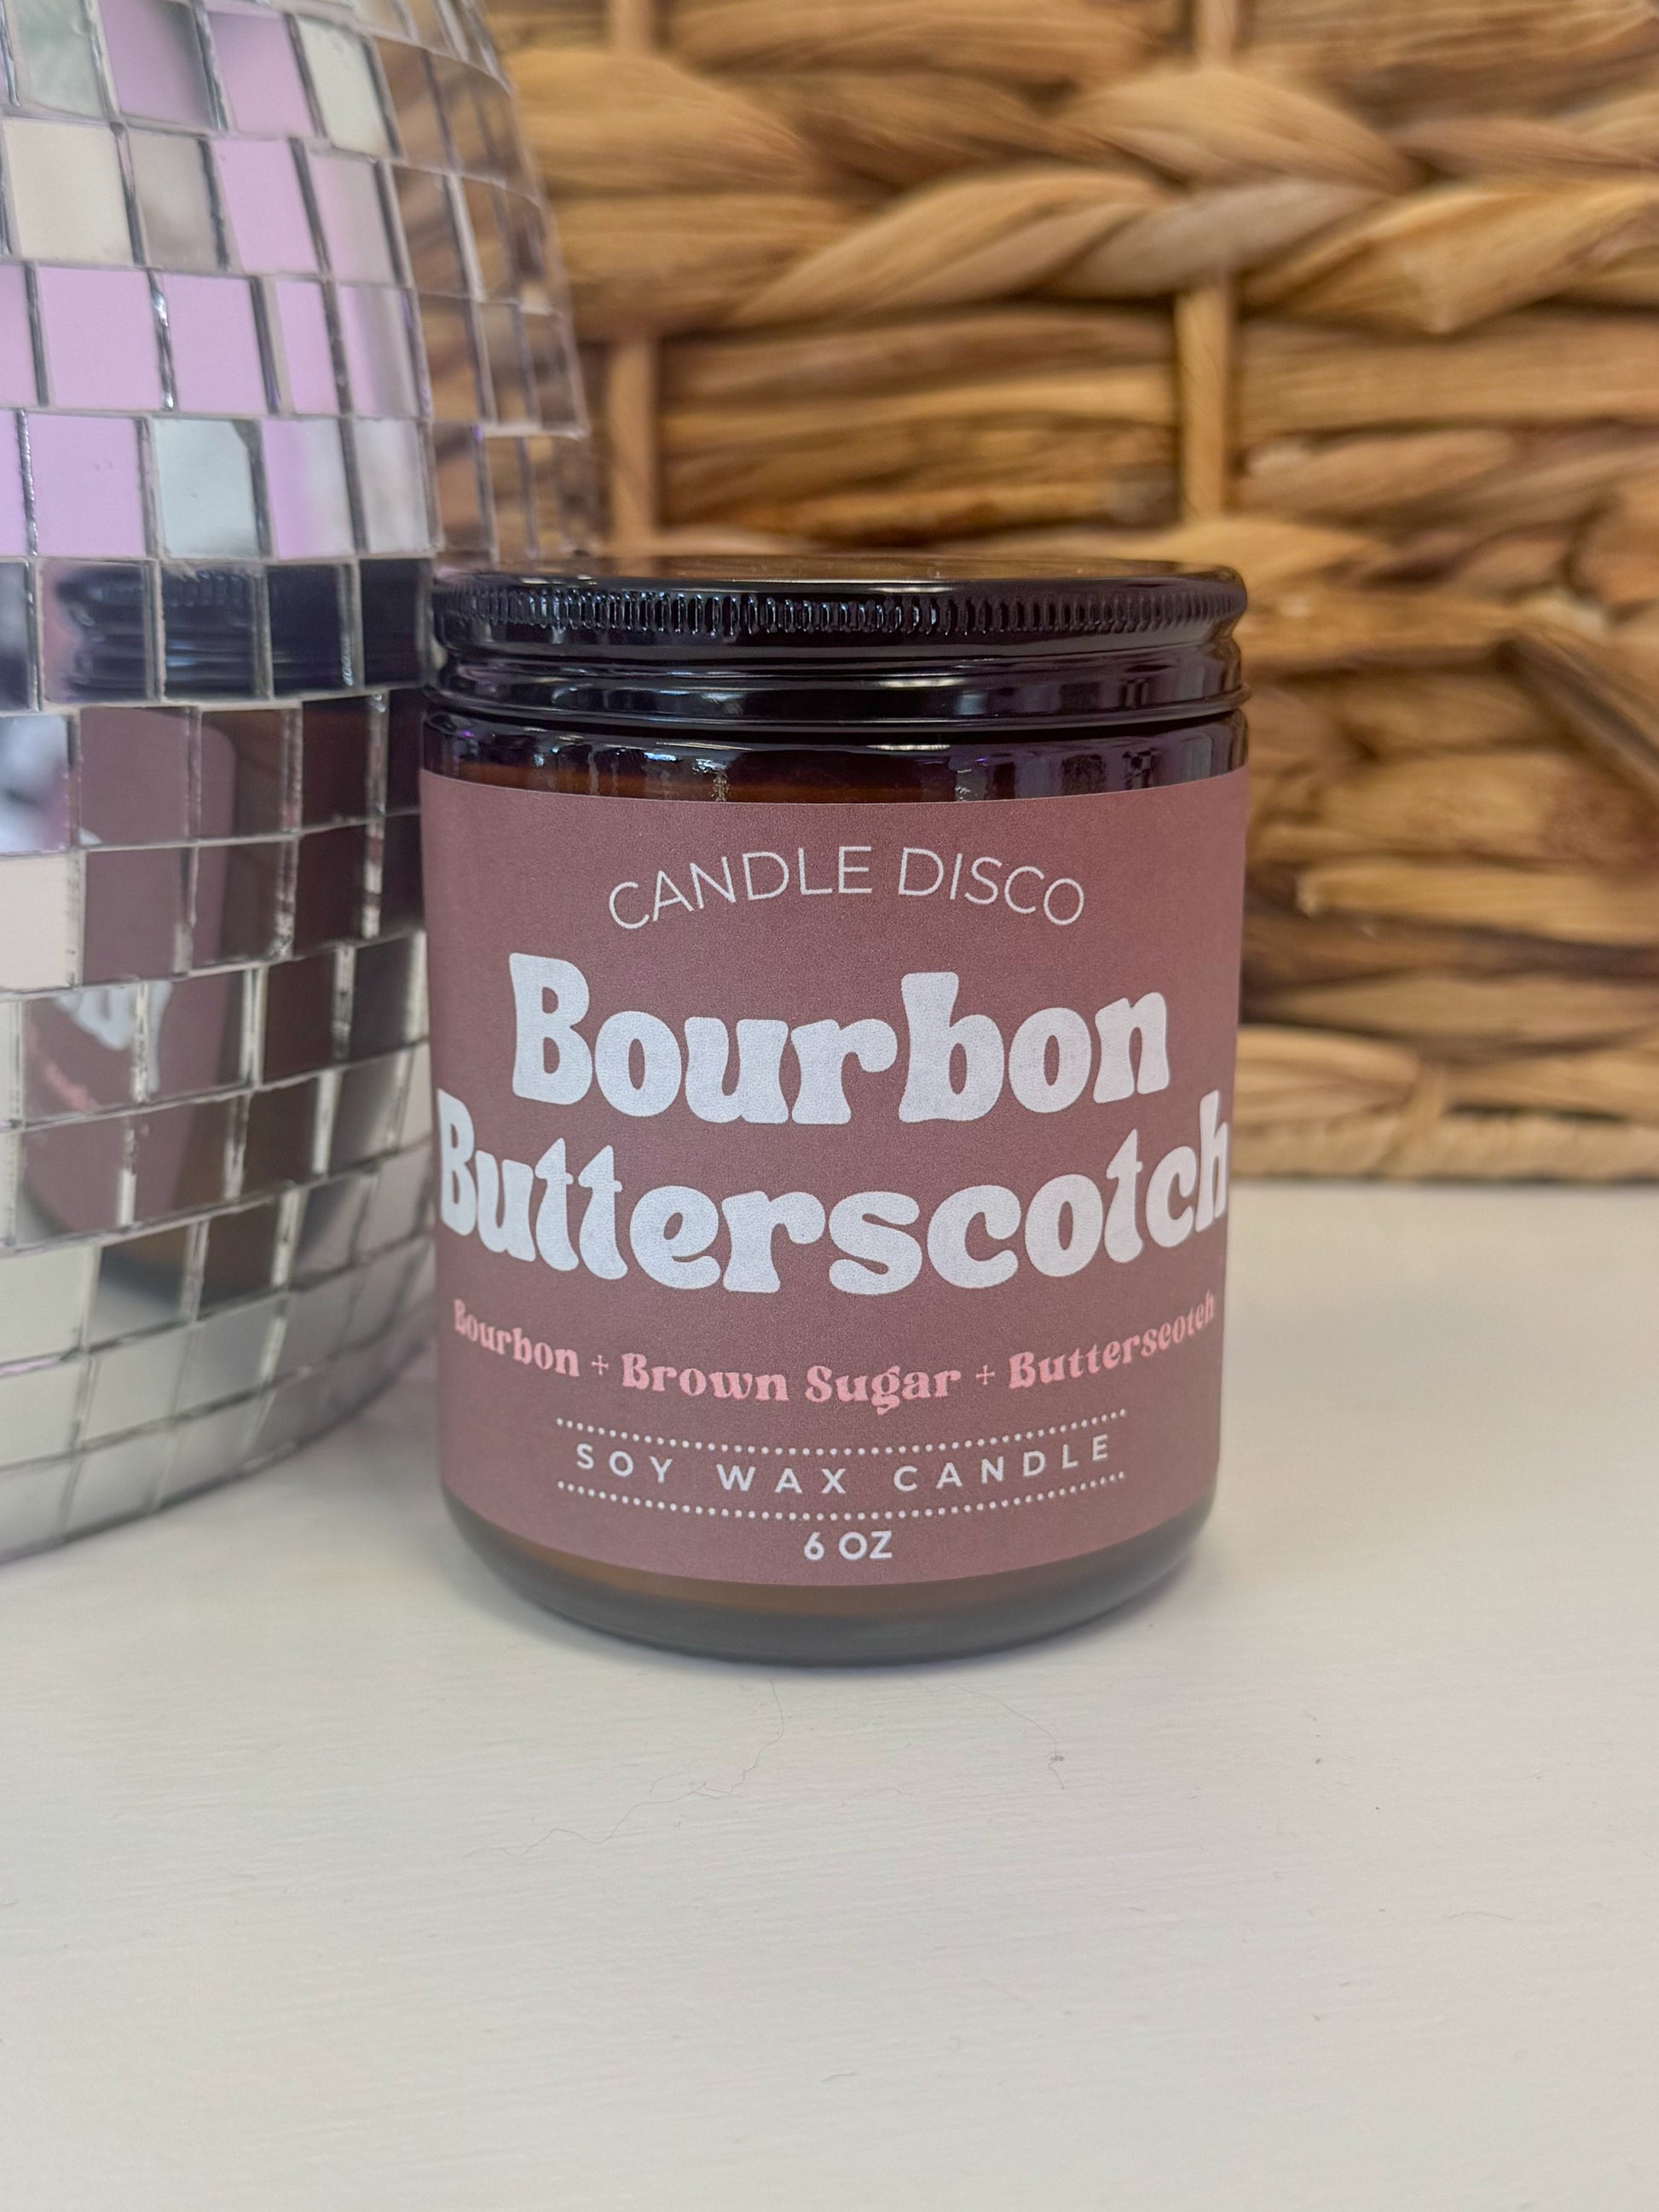 CANDLE DISCO
Bourbon
Butterscotch
Bourbon + Brown Sugar + Butterscotch
SOY WAX CANDLE
6 OZ